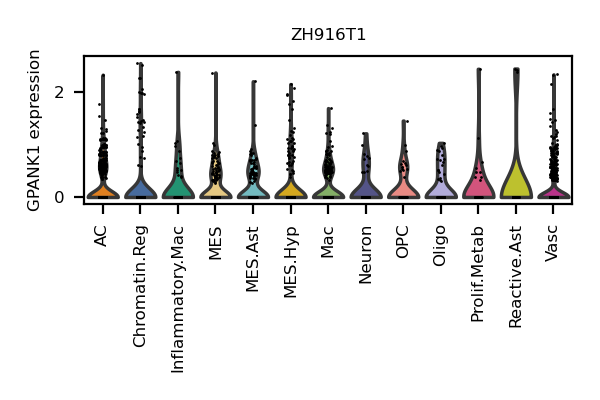 ZH916T1
GPANK1 expression
2
0
AC
Chromatin.Reg
Inflammatory.Mac
MES
MES.Ast
MES.Hyp
Mac
Neuron
OPC
Oligo
Prolif.Metab
Reactive.Ast
Vasc